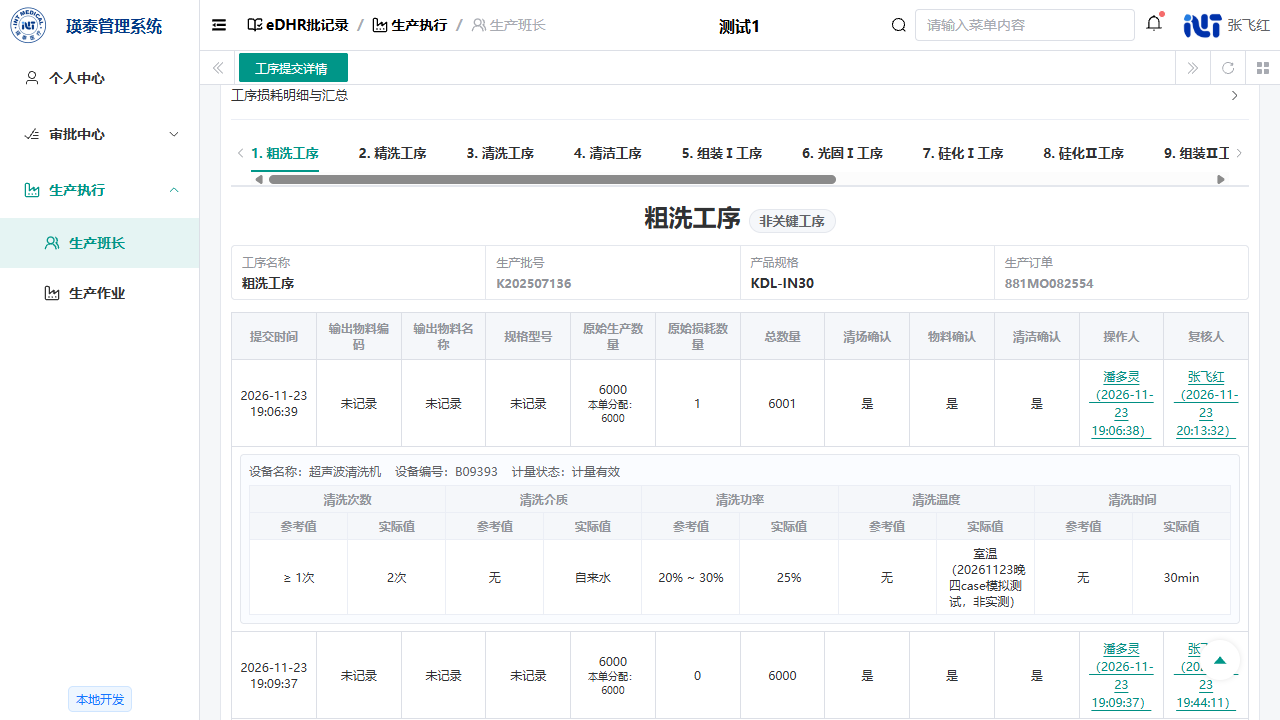 瑛泰管理系统
eDHR批记录 / 生产执行 / 生产班长
测试1
请输入菜单内容
张飞红
个人中心
审批中心
生产执行
生产班长
生产作业
本地开发
工序提交详情
工序损耗明细与汇总
1. 粗洗工序
2. 精洗工序
3. 清洗工序
4. 清洁工序
5. 组装 I 工序
6. 光固 I 工序
7. 硅化 I 工序
8. 硅化II工序
9. 组装II工
粗洗工序 非关键工序
工序名称 生产批号 产品规格 生产订单
粗洗工序 K202507136 KDL-IN30 881MO082554
提交时间 输出物料编码 输出物料名称 规格型号 原始生产数量 原始损耗数量 总数量 清场确认 物料确认 清洁确认 操作人 复核人
2026-11-23 19:06:39 未记录 未记录 未记录 6000 本单分配: 6000 1 6001 是 是 是 潘多灵（2026-11-23 19:06:38） 张飞红（2026-11-23 20:13:32）
设备名称：超声波清洗机 设备编号：B09393 计量状态：计量有效
清洗次数 清洗介质 清洗功率 清洗温度 清洗时间
参考值 实际值 参考值 实际值 参考值 实际值 参考值 实际值 参考值 实际值
≥ 1次 2次 无 自来水 20% ~ 30% 25% 无 室温（20261123晚四case模拟测试，非实测） 无 30min
2026-11-23 19:09:37 未记录 未记录 未记录 6000 本单分配: 6000 0 6000 是 是 是 潘多灵（2026-11-23 19:09:37） 张 23 19:44:11）